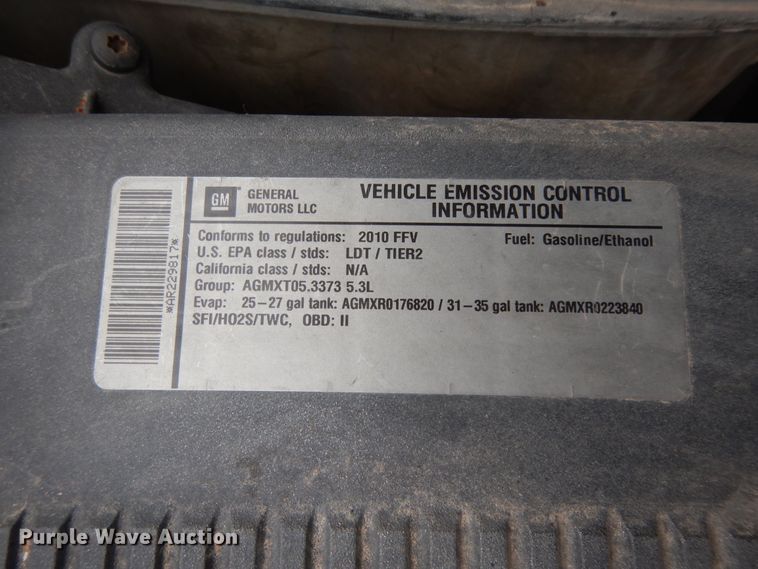 GM
GENERAL
MOTORS LLC
VEHICLE EMISSION CONTROL
INFORMATION
Conforms to regulations: 2010 FFV
Fuel: Gasoline/Ethanol
U.S. EPA class / stds: LDT / TIER2
California class / stds: N/A
Group: AGMXT05.3373 5.3L
Evap: 25-27 gal tank: AGMXR0176820 / 31-35 gal tank: AGMXR0223840
SFI/HO2S/TWC, OBD: II
*AR229817*
Purple Wave Auction